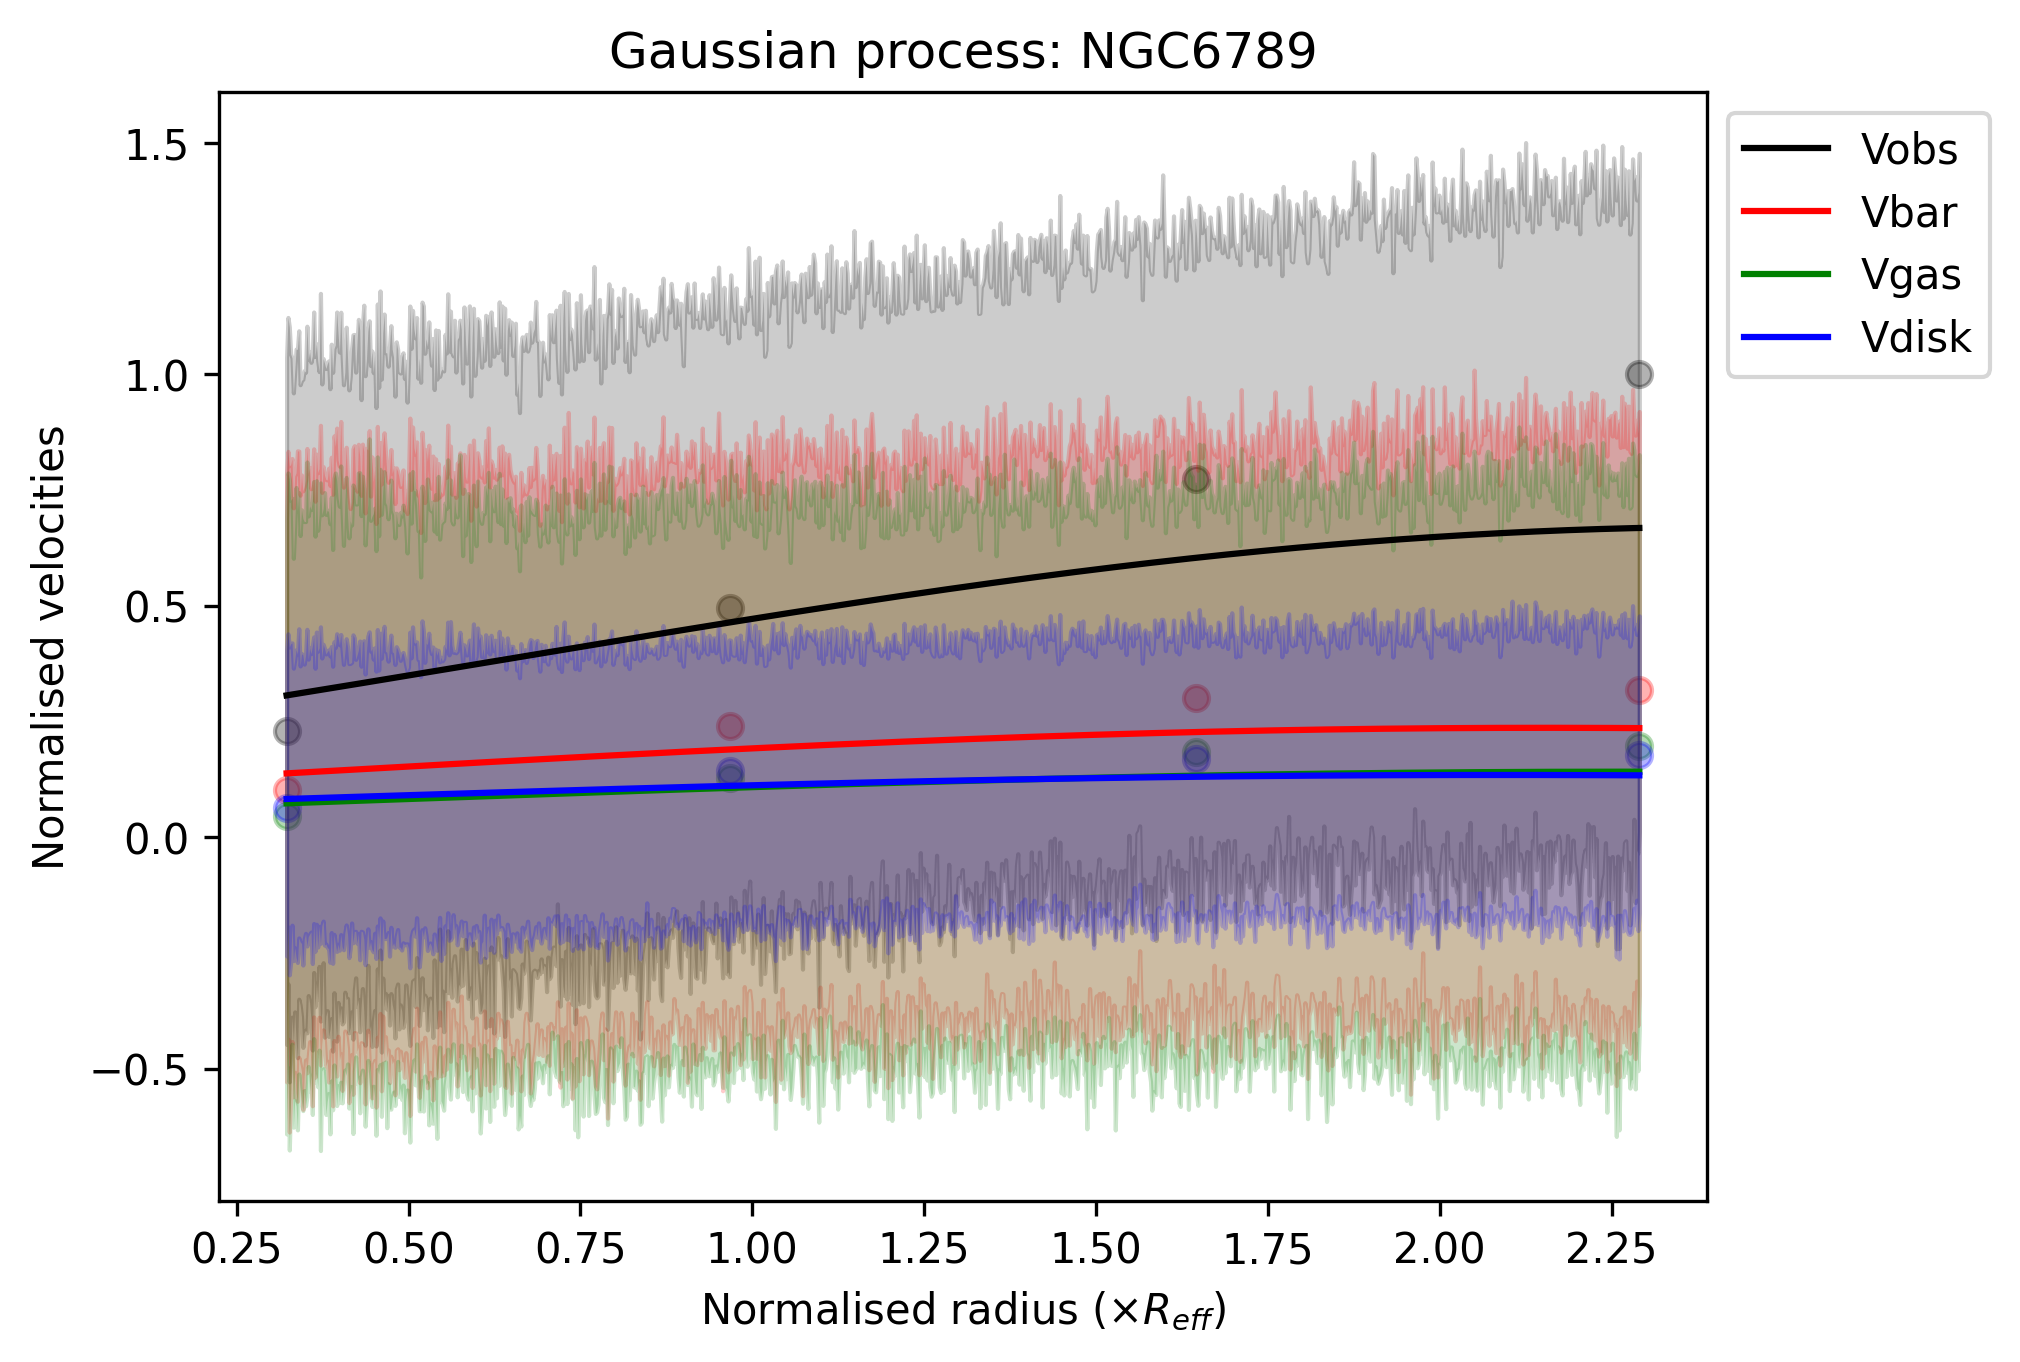 Gaussian process: NGC6789
1.5
1.0
0.5
0.0
−0.5
Normalised velocities
0.25 0.50 0.75 1.00 1.25 1.50 1.75 2.00 2.25
Normalised radius (×R_eff)
Vobs
Vbar
Vgas
Vdisk